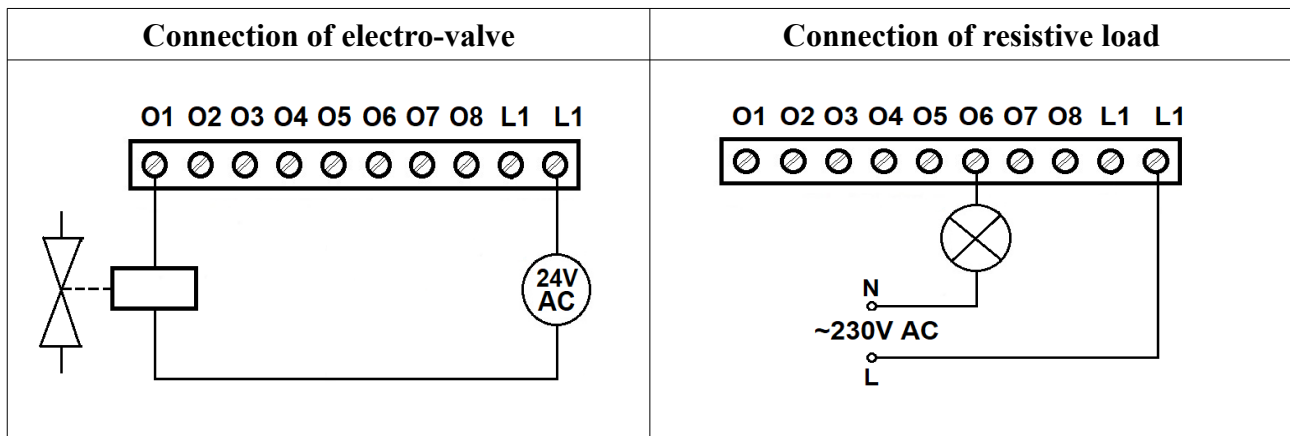 Connection of electro-valve
O1 O2 O3 O4 O5 O6 O7 O8 L1 L1
24V
AC
Connection of resistive load
O1 O2 O3 O4 O5 O6 O7 O8 L1 L1
N
~230V AC
L